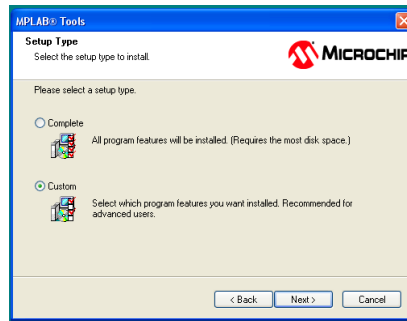 MPLAB® Tools
Setup Type
Select the setup type to install.
MICROCHIP
Please select a setup type.
Complete
All program features will be installed. (Requires the most disk space.)
Custom
Select which program features you want installed. Recommended for
advanced users.
< Back
Next >
Cancel